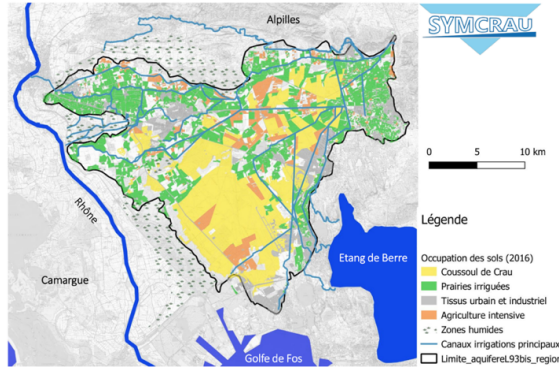 Alpilles
SYMCRAU
0 5 10 km
Rhône
Légende
Etang de Berre
Camargue
Golfe de Fos
Occupation des sols (2016)
Coussoul de Crau
Prairies irriguées
Tissus urbain et industriel
Agriculture intensive
Zones humides
Canaux irrigations principaux
Limite_aquifereL93bis_region